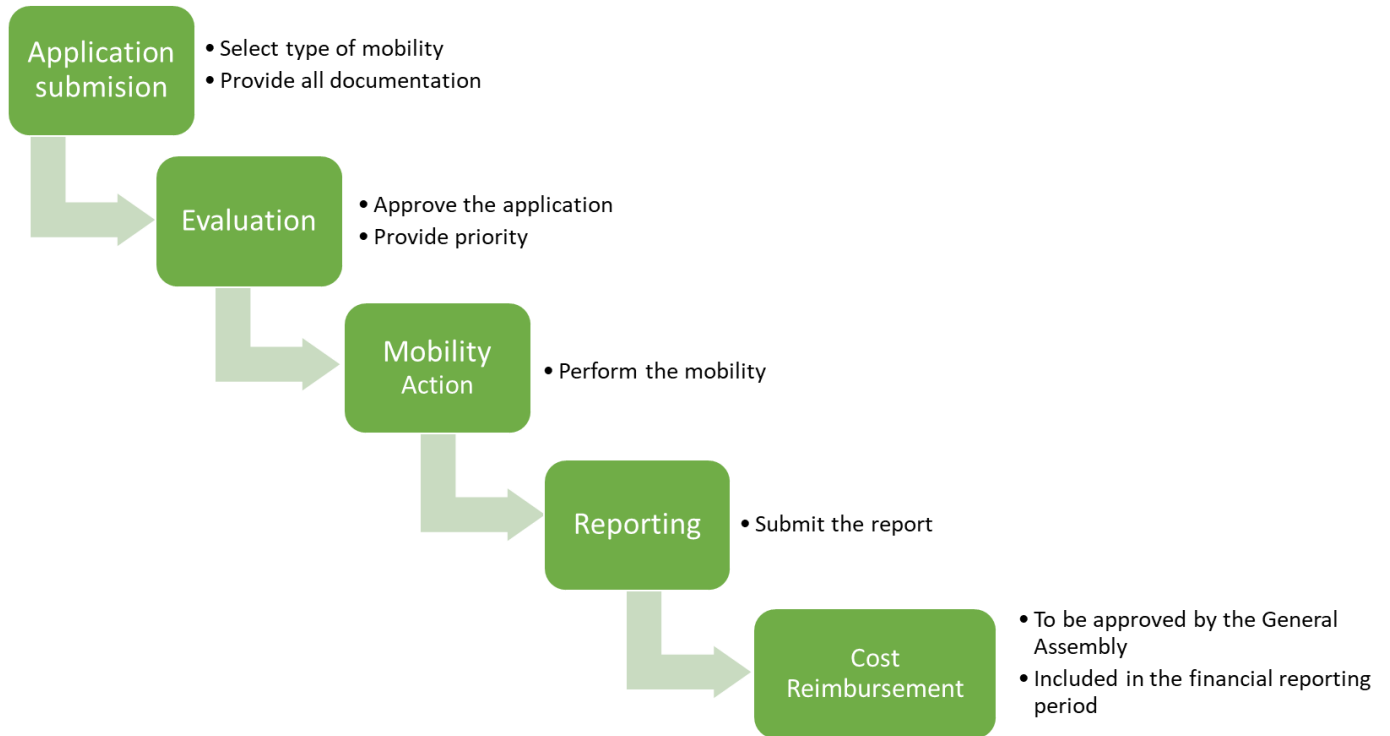 Application
submision
• Select type of mobility
• Provide all documentation
Evaluation
• Approve the application
• Provide priority
Mobility
Action
• Perform the mobility
Reporting
• Submit the report
Cost
Reimbursement
• To be approved by the General
Assembly
• Included in the financial reporting
period